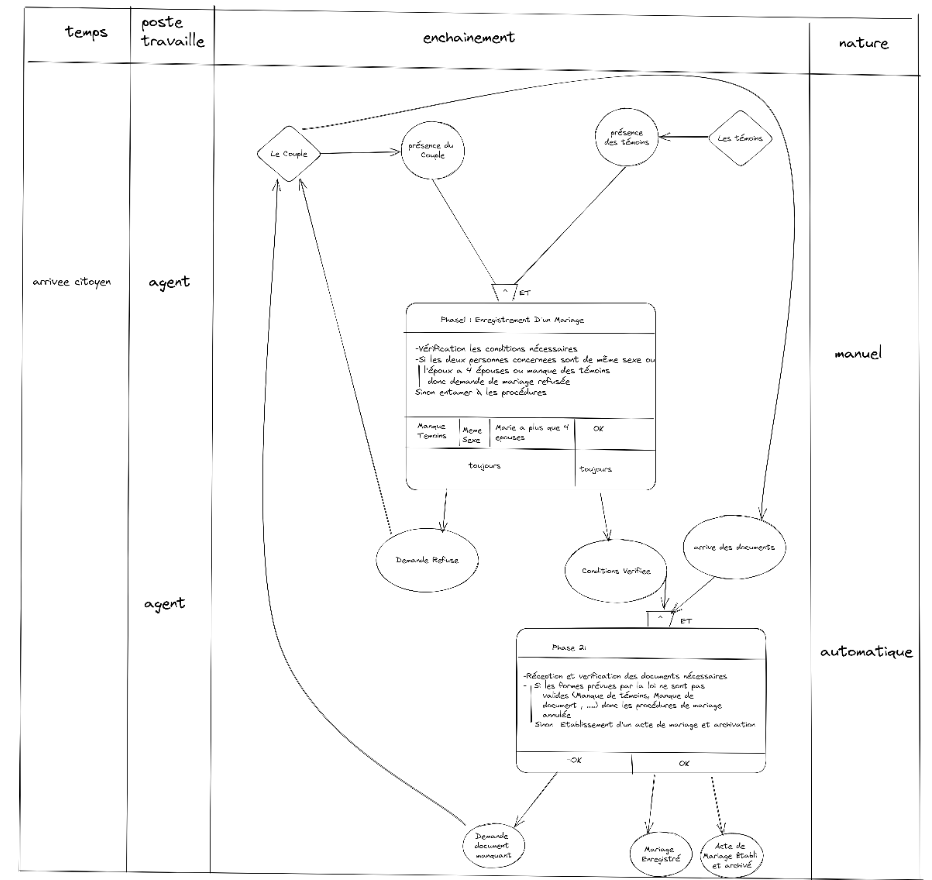 temps
poste
travaille
enchainement
nature
Le Couple
présence du
Couple
présence
des témoins
Les témoins
arrivee citoyen
agent
^ ET
Phase1 : Enregistrement D'un Mariage
-Vérification les conditions nécessaires
-Si les deux personnes concernees sont de même sexe ou
l'époux a 4 épouses ou manque des témoins
donc demande de mariage refusée
Sinon entamer à les procédures
manuel
Manque
Temoins
Meme
Sexe
Marie a plus que 4
epouses
OK
toujours
toujours
Demande Refuse
Conditions Verifiee
arrive des documents
agent
^ ET
Phase 2:
-Réception et verification des documents nécessaires
- Si les formes prévues par la loi ne sont pas
valides (Manque de témoins, Manque de
document , ....) donc les procédures de mariage
annulée
Sinon Etablissement d'un acte de mariage et archivation
automatique
-OK
OK
Demande
document
manquant
Mariage
Enregistré
Acte de
Mariage Etabli
et archivé